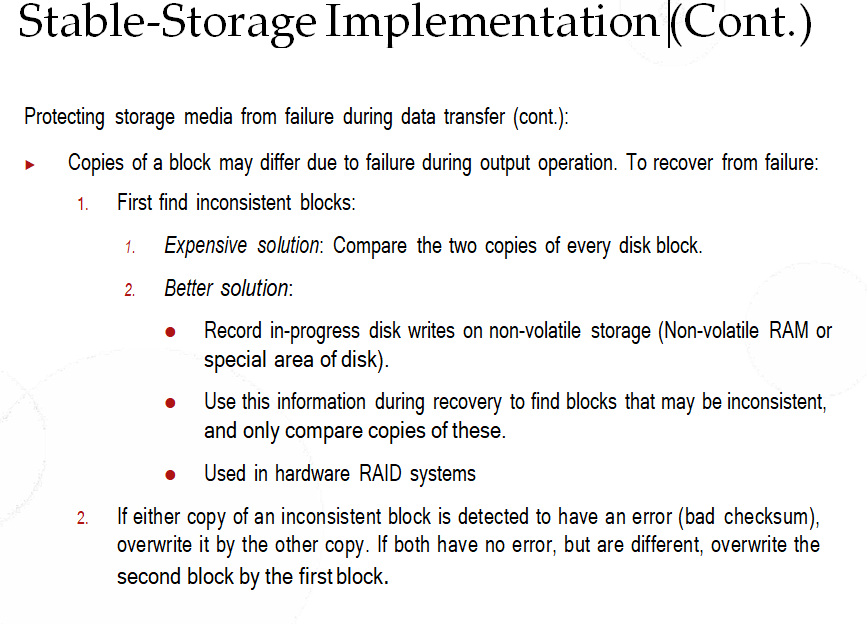 Stable-Storage Implementation (Cont.)
Protecting storage media from failure during data transfer (cont.):
► Copies of a block may differ due to failure during output operation. To recover from failure:
1. First find inconsistent blocks:
1. Expensive solution: Compare the two copies of every disk block.
2. Better solution:
● Record in-progress disk writes on non-volatile storage (Non-volatile RAM or
special area of disk).
● Use this information during recovery to find blocks that may be inconsistent,
and only compare copies of these.
● Used in hardware RAID systems
2. If either copy of an inconsistent block is detected to have an error (bad checksum),
overwrite it by the other copy. If both have no error, but are different, overwrite the
second block by the first block.